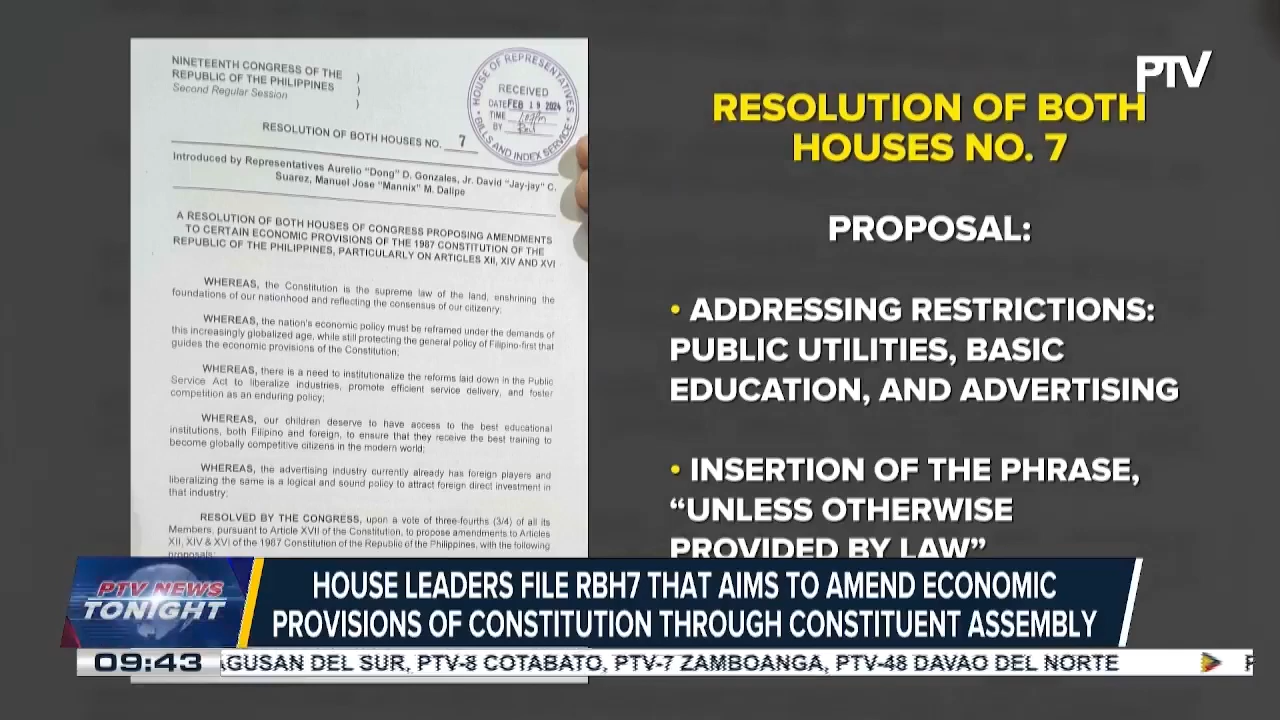 NINETEENTH CONGRESS OF THE )
REPUBLIC OF THE PHILIPPINES )
Second Regular Session )
HOUSE OF REPRESENTATIVES
RECEIVED
DATE FEB 19 2024
TIME
BY
BILLS AND INDEX SERVICE
RESOLUTION OF BOTH HOUSES NO. 7
Introduced by Representatives Aurelio “Dong” D. Gonzales, Jr. David “Jay-jay” C.
Suarez, Manuel Jose “Mannix” M. Dalipe
A RESOLUTION OF BOTH HOUSES OF CONGRESS PROPOSING AMENDMENTS
TO CERTAIN ECONOMIC PROVISIONS OF THE 1987 CONSTITUTION OF THE
REPUBLIC OF THE PHILIPPINES, PARTICULARLY ON ARTICLES XII, XIV AND XVI
WHEREAS, the Constitution is the supreme law of the land, enshrining the
foundations of our nationhood and reflecting the consensus of our citizenry;
WHEREAS, the nation's economic policy must be reframed under the demands of
this increasingly globalized age, while still protecting the general policy of Filipino-first that
guides the economic provisions of the Constitution;
WHEREAS, there is a need to institutionalize the reforms laid down in the Public
Service Act to liberalize industries, promote efficient service delivery, and foster
competition as an enduring policy;
WHEREAS, our children deserve to have access to the best educational
institutions, both Filipino and foreign, to ensure that they receive the best training to
become globally competitive citizens in the modern world;
WHEREAS, the advertising industry currently already has foreign players and
liberalizing the same is a logical and sound policy to attract foreign direct investment in
that industry;
RESOLVED BY THE CONGRESS, upon a vote of three-fourths (3/4) of all its
Members, pursuant to Article XVII of the Constitution, to propose amendments to Articles
XII, XIV & XVI of the 1987 Constitution of the Republic of the Philippines, with the following
proposals:
PTV
RESOLUTION OF BOTH
HOUSES NO. 7
PROPOSAL:
• ADDRESSING RESTRICTIONS:
PUBLIC UTILITIES, BASIC
EDUCATION, AND ADVERTISING
• INSERTION OF THE PHRASE,
“UNLESS OTHERWISE
PROVIDED BY LAW”
PTV NEWS
TONIGHT
HOUSE LEADERS FILE RBH7 THAT AIMS TO AMEND ECONOMIC
PROVISIONS OF CONSTITUTION THROUGH CONSTITUENT ASSEMBLY
09:43
AGUSAN DEL SUR, PTV-8 COTABATO, PTV-7 ZAMBOANGA, PTV-48 DAVAO DEL NORTE